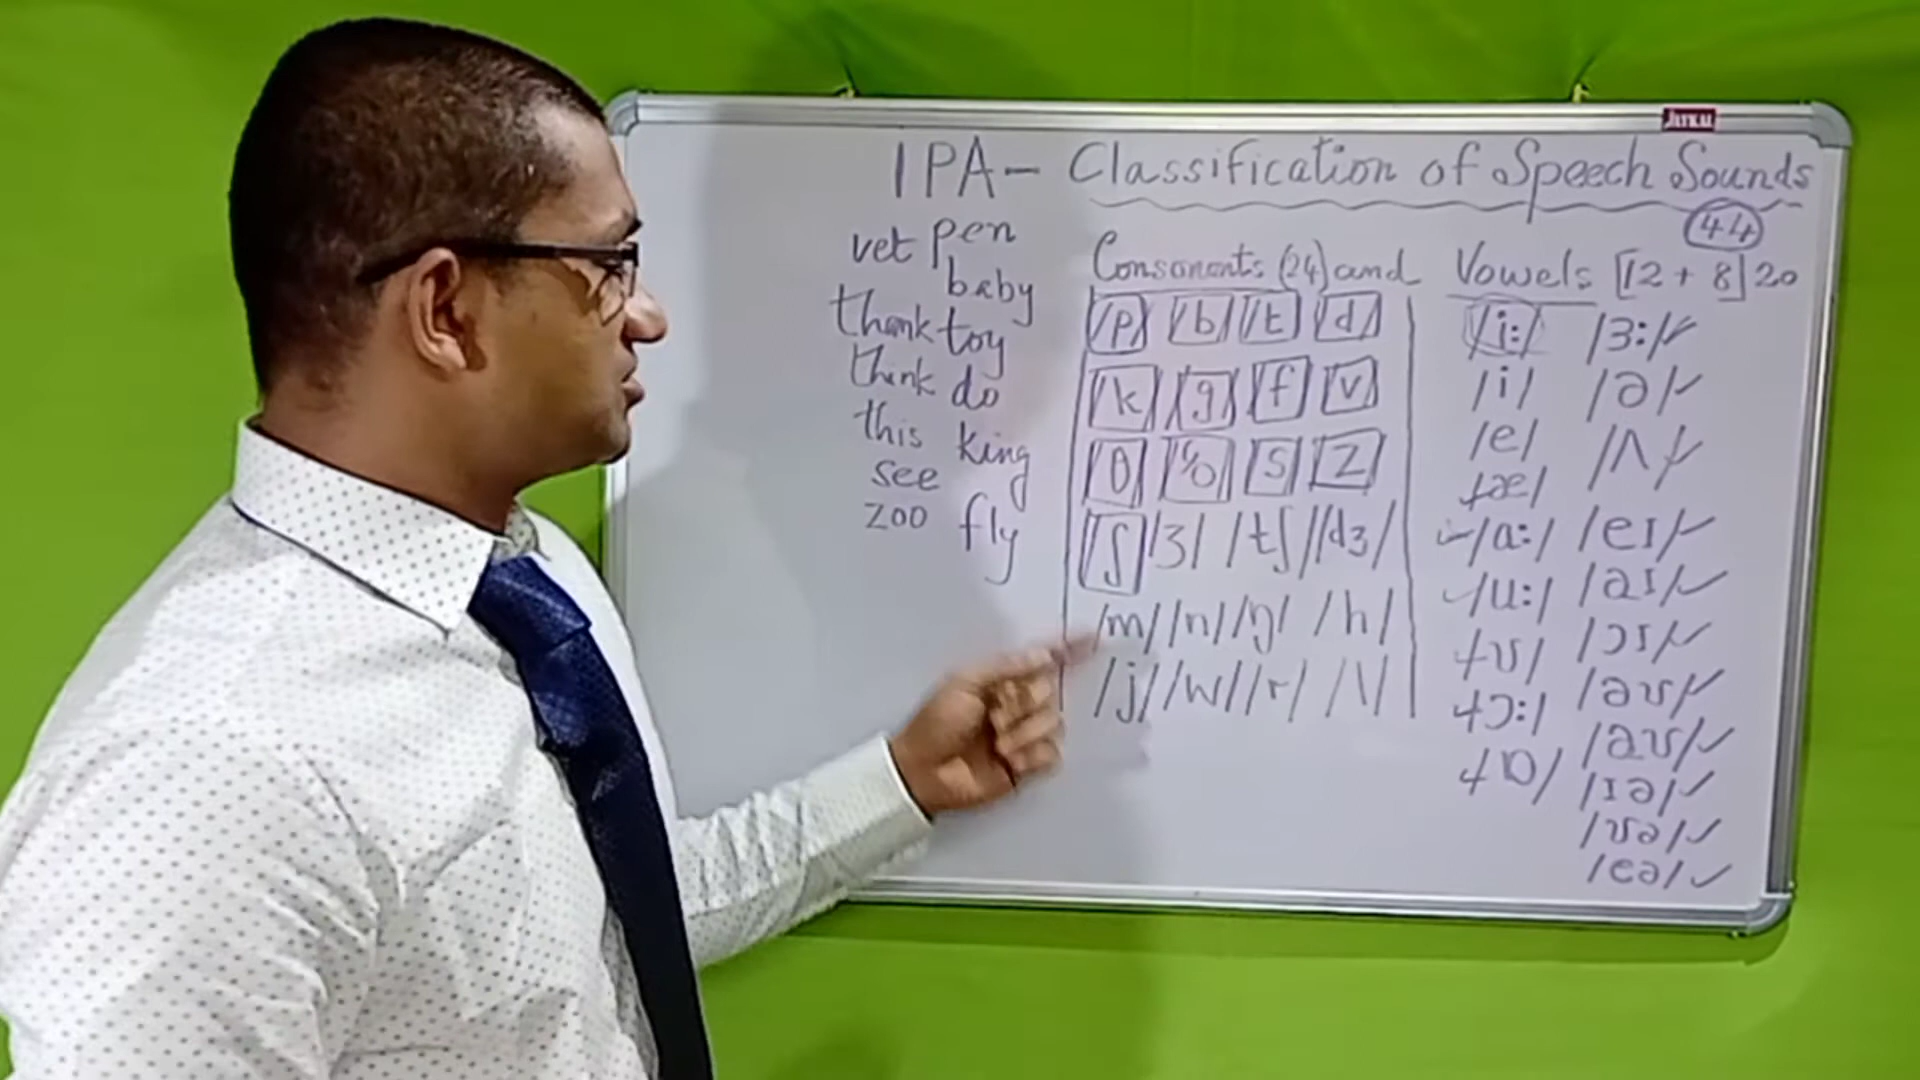 JAYKAL
IPA - Classification of Speech Sounds
44
vet pen
baby
thank toy
think do
this king
see
zoo fly
Consonants (24) and
/p/ /b/ /t/ /d/
/k/ /g/ /f/ /v/
/θ/ /ð/ /s/ /z/
/ʃ/ /ʒ/ /tʃ/ /dʒ/
/m/ /n/ /ŋ/ /h/
/j/ /w/ /r/ /l/
Vowels [12 + 8] 20
/i:/ /ɜ:/
/i/ /ə/
/e/ /ʌ/
/æ/
/ɑ:/ /eɪ/
/u:/ /aɪ/
/ʊ/ /ɔɪ/
/ɔ:/ /əʊ/
/ɒ/ /aʊ/
/ɪə/
/ʊə/
/eə/